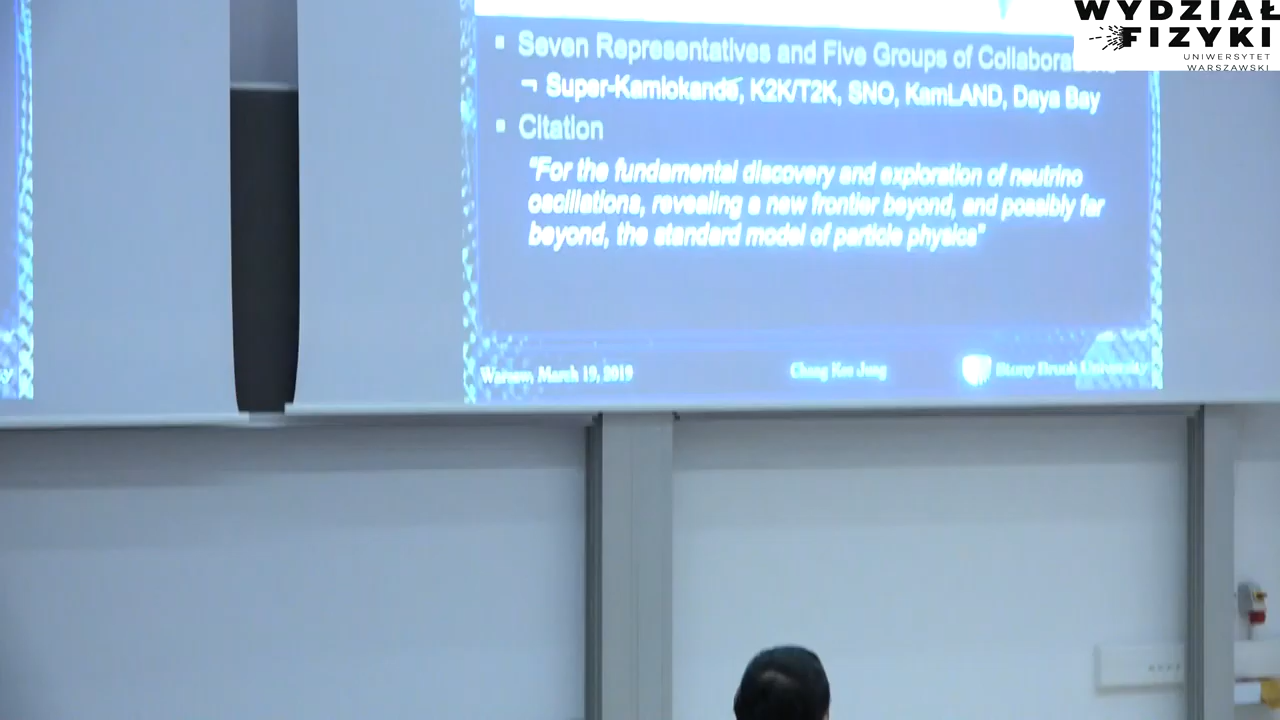 WYDZIAŁ
FIZYKI
UNIWERSYTET
WARSZAWSKI
Seven Representatives and Five Groups of
¬ Super-Kamiokande, K2K/T2K, SNO, KamLAND, Daya Bay
Citation
"For the fundamental discovery and exploration of neutrino
oscillations, revealing a new frontier beyond, and possibly far
beyond, the standard model of particle physics"
Warsaw, March 19, 2019
Chang Kee Jung
Stony Brook University